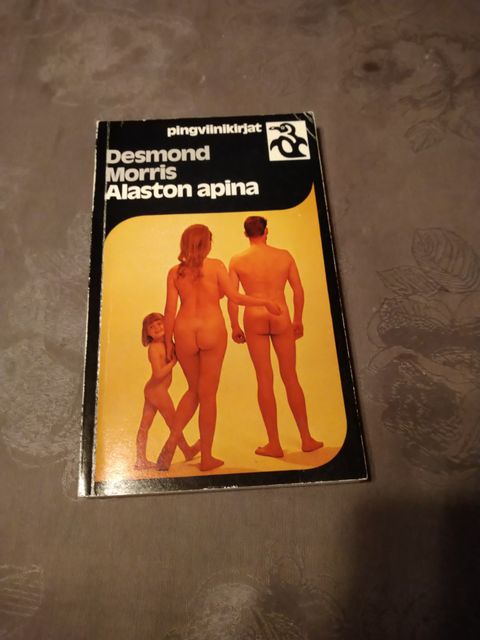 pingviinikirjat
Desmond
Morris
Alaston apina